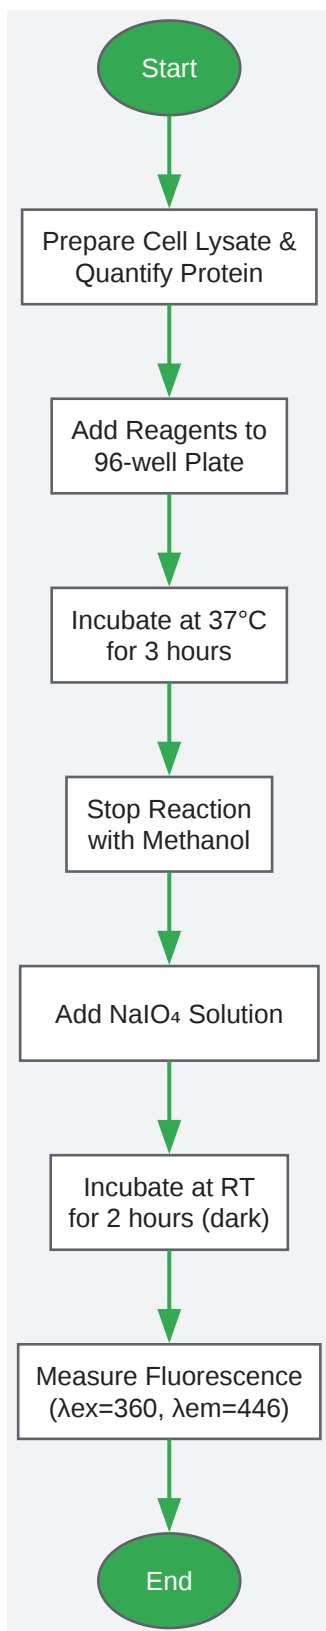 Start
Prepare Cell Lysate &
Quantify Protein
Add Reagents to
96-well Plate
Incubate at 37°C
for 3 hours
Stop Reaction
with Methanol
Add NaIO₄ Solution
Incubate at RT
for 2 hours (dark)
Measure Fluorescence
(λex=360, λem=446)
End